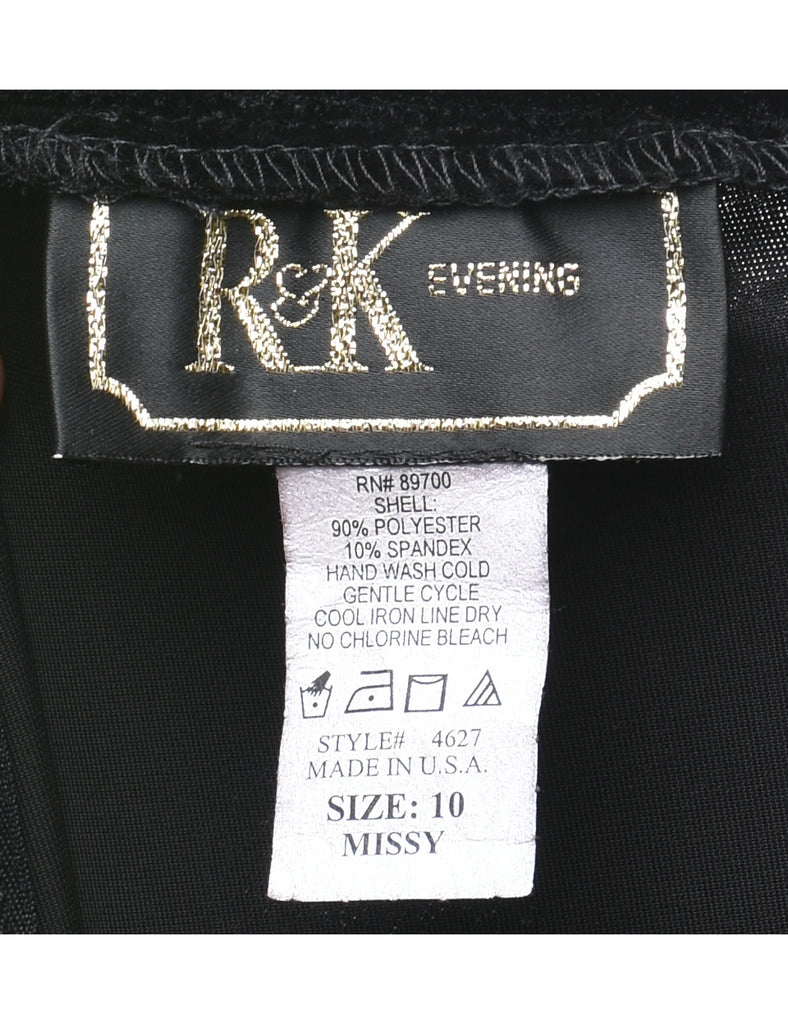 R&K EVENING
RN# 89700
SHELL:
90% POLYESTER
10% SPANDEX
HAND WASH COLD
GENTLE CYCLE
COOL IRON LINE DRY
NO CHLORINE BLEACH
STYLE# 4627
MADE IN U.S.A.
SIZE: 10
MISSY